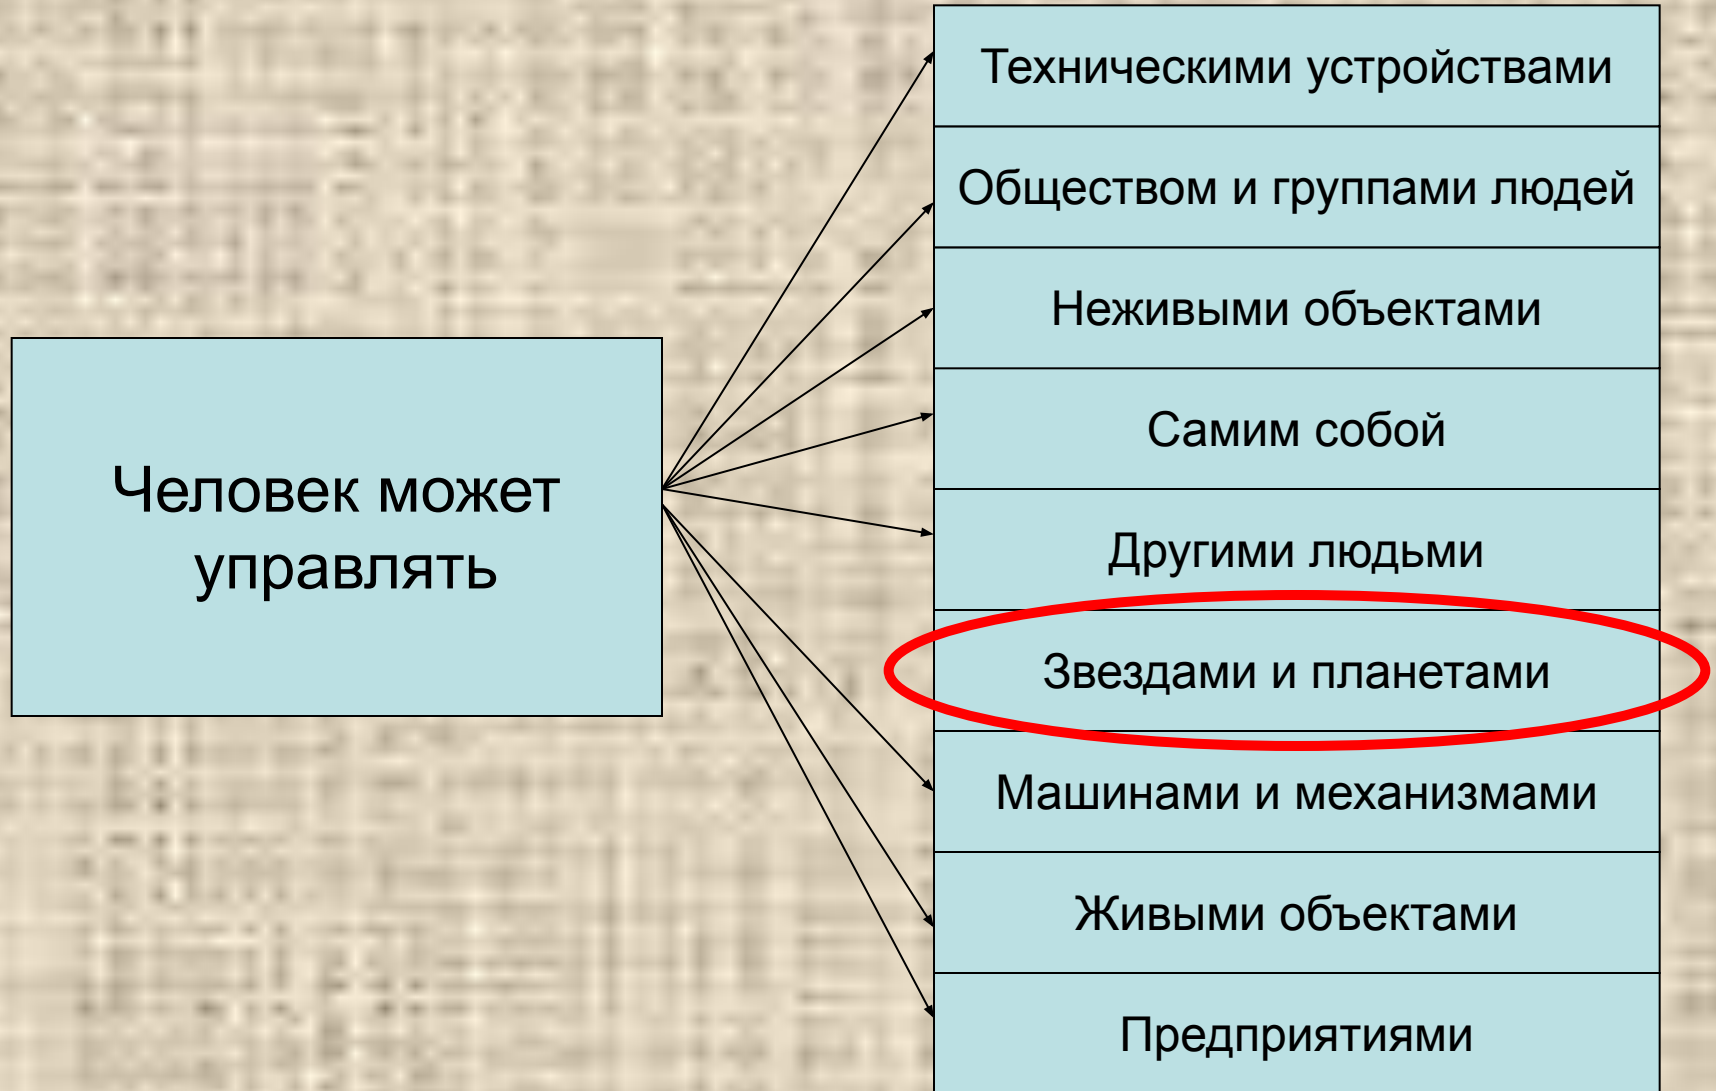 Человек может
управлять
Техническими устройствами
Обществом и группами людей
Неживыми объектами
Самим собой
Другими людьми
Звездами и планетами
Машинами и механизмами
Живыми объектами
Предприятиями